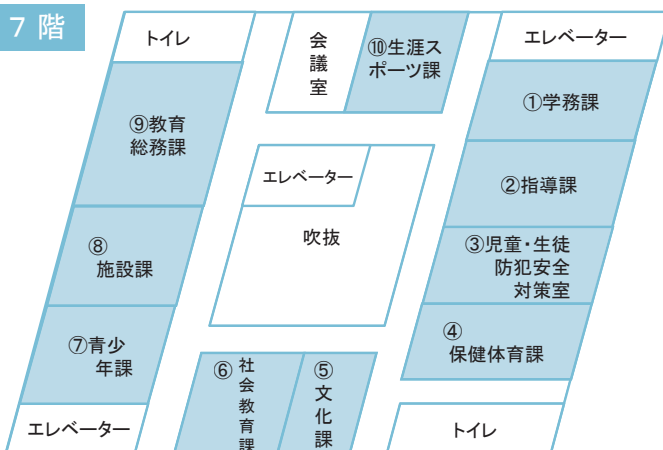 7 階
トイレ
会議室
⑩生涯ス
ポーツ課
エレベーター
①学務課
⑨教育
総務課
エレベーター
②指導課
吹抜
③児童・生徒
防犯安全
対策室
⑧
施設課
④
保健体育課
⑦青少
年課
⑥社会教育課
⑤文化課
エレベーター
トイレ